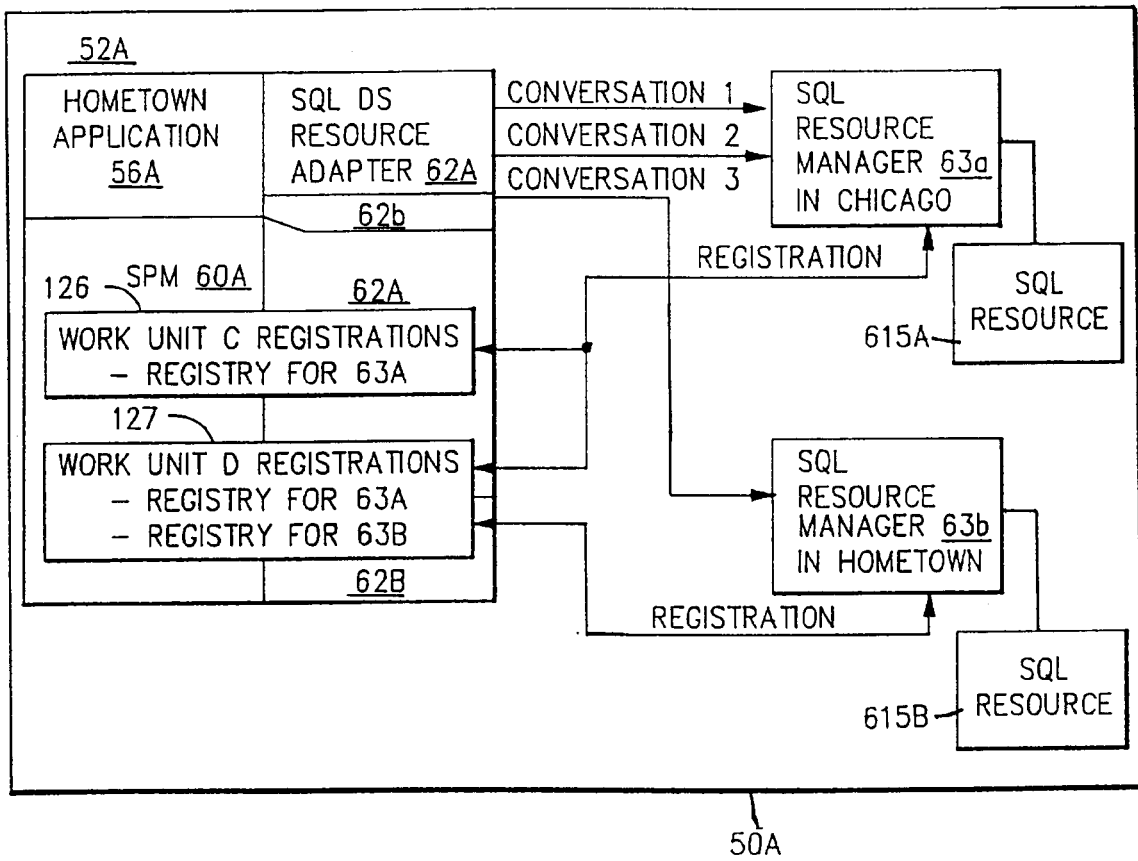 52A
HOMETOWN
APPLICATION
56A
SQL DS
RESOURCE
ADAPTER 62A
62b
CONVERSATION 1
CONVERSATION 2
CONVERSATION 3
SQL
RESOURCE
MANAGER 63a
IN CHICAGO
REGISTRATION
SQL
RESOURCE
615A
SPM 60A
62A
126
WORK UNIT C REGISTRATIONS
- REGISTRY FOR 63A
127
WORK UNIT D REGISTRATIONS
- REGISTRY FOR 63A
- REGISTRY FOR 63B
62B
SQL
RESOURCE
MANAGER 63b
IN HOMETOWN
REGISTRATION
SQL
RESOURCE
615B
50A